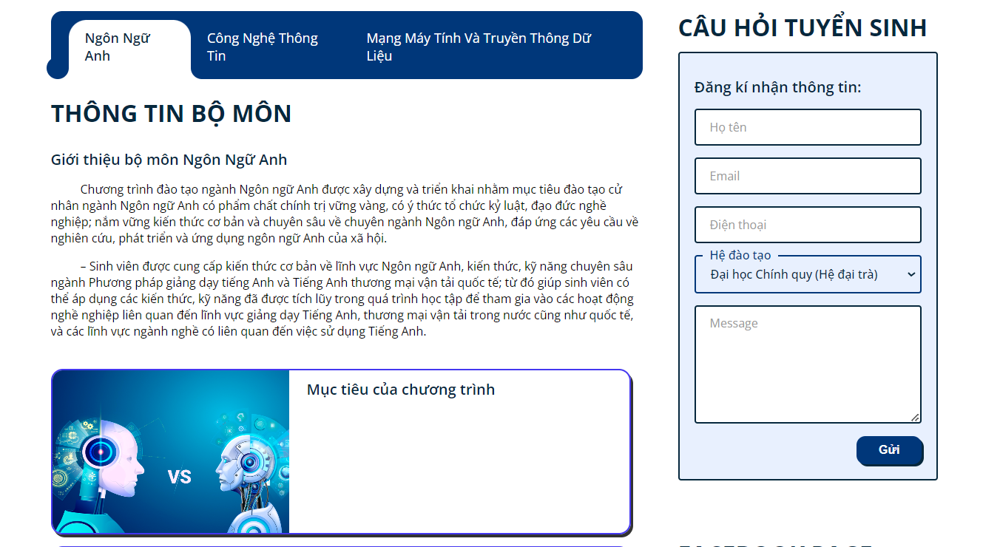 Ngôn Ngữ
Anh
Công Nghệ Thông
Tin
Mạng Máy Tính Và Truyền Thông Dữ
Liệu
THÔNG TIN BỘ MÔN
Giới thiệu bộ môn Ngôn Ngữ Anh
Chương trình đào tạo ngành Ngôn ngữ Anh được xây dựng và triển khai nhằm mục tiêu đào tạo cử
nhân ngành Ngôn ngữ Anh có phẩm chất chính trị vững vàng, có ý thức tổ chức kỷ luật, đạo đức nghề
nghiệp; nắm vững kiến thức cơ bản và chuyên sâu về chuyên ngành Ngôn ngữ Anh, đáp ứng các yêu cầu về
nghiên cứu, phát triển và ứng dụng ngôn ngữ Anh của xã hội.
– Sinh viên được cung cấp kiến thức cơ bản về lĩnh vực Ngôn ngữ Anh, kiến thức, kỹ năng chuyên sâu
ngành Phương pháp giảng dạy tiếng Anh và Tiếng Anh thương mại vận tải quốc tế; từ đó giúp sinh viên có
thể áp dụng các kiến thức, kỹ năng đã được tích lũy trong quá trình học tập để tham gia vào các hoạt động
nghề nghiệp liên quan đến lĩnh vực giảng dạy Tiếng Anh, thương mại vận tải trong nước cũng như quốc tế,
và các lĩnh vực ngành nghề có liên quan đến việc sử dụng Tiếng Anh.
VS
Mục tiêu của chương trình
CÂU HỎI TUYỂN SINH
Đăng kí nhận thông tin:
Họ tên
Email
Điện thoại
Hệ đào tạo
Đại học Chính quy (Hệ đại trà)
Message
Gửi
FACEBOOK PAGE